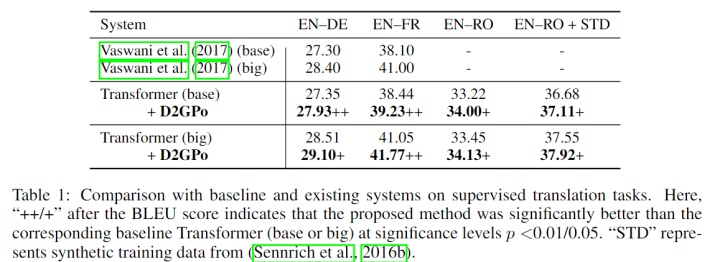 System EN–DE EN–FR EN–RO EN–RO + STD
Vaswani et al. (2017) (base) 27.30 38.10 - -
Vaswani et al. (2017) (big) 28.40 41.00 - -
Transformer (base) 27.35 38.44 33.22 36.68
+ D2GPo 27.93++ 39.23++ 34.00+ 37.11+
Transformer (big) 28.51 41.05 33.45 37.55
+ D2GPo 29.10+ 41.77++ 34.13+ 37.92+
Table 1: Comparison with baseline and existing systems on supervised translation tasks. Here,
“++/+” after the BLEU score indicates that the proposed method was significantly better than the
corresponding baseline Transformer (base or big) at significance levels p <0.01/0.05. “STD” repre-
sents synthetic training data from (Sennrich et al., 2016b).